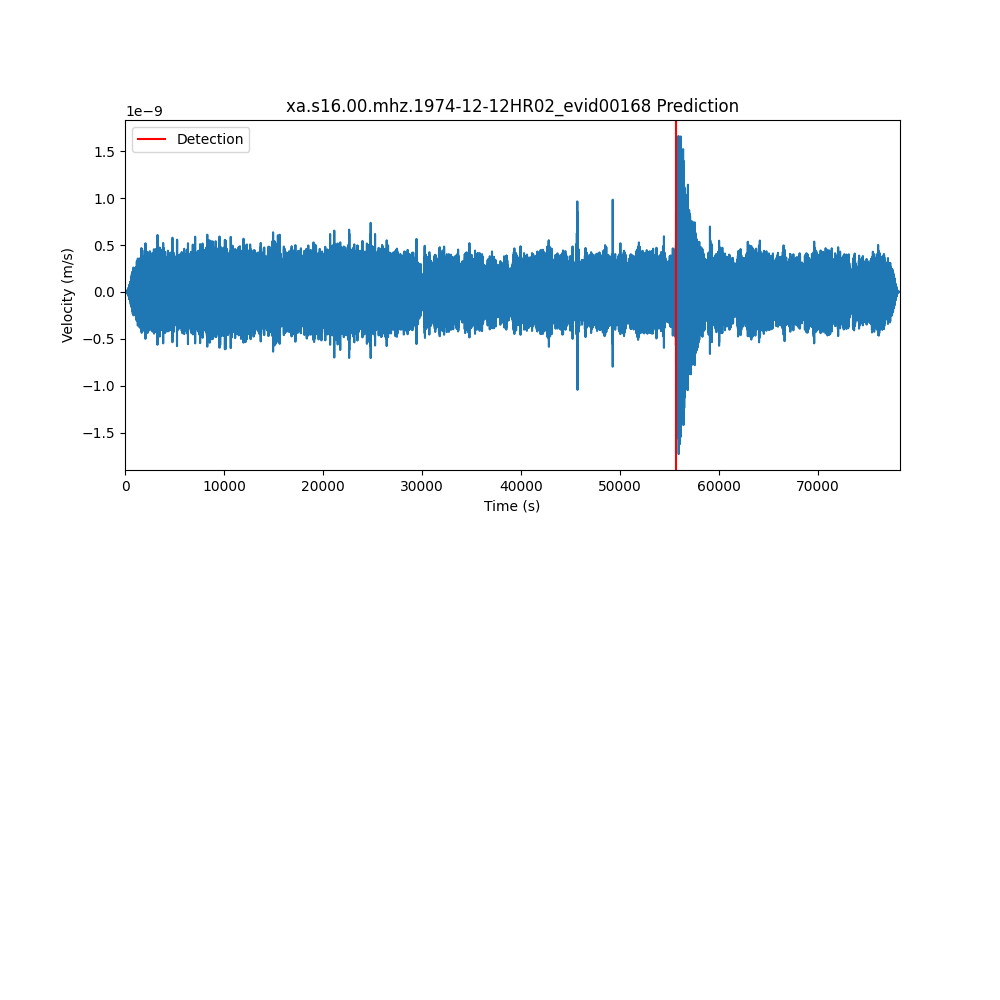 xa.s16.00.mhz.1974-12-12HR02_evid00168 Prediction
1e−9
Detection
1.5
1.0
0.5
0.0
−0.5
−1.0
−1.5
Velocity (m/s)
0 10000 20000 30000 40000 50000 60000 70000
Time (s)